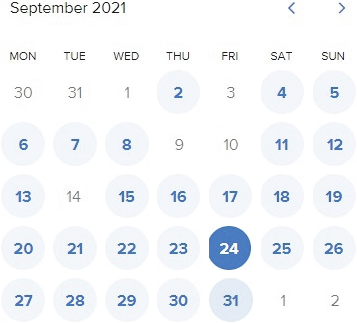 September 2021
MON TUE WED THU FRI SAT SUN
30 31 1 2 3 4 5
6 7 8 9 10 11 12
13 14 15 16 17 18 19
20 21 22 23 24 25 26
27 28 29 30 31 1 2